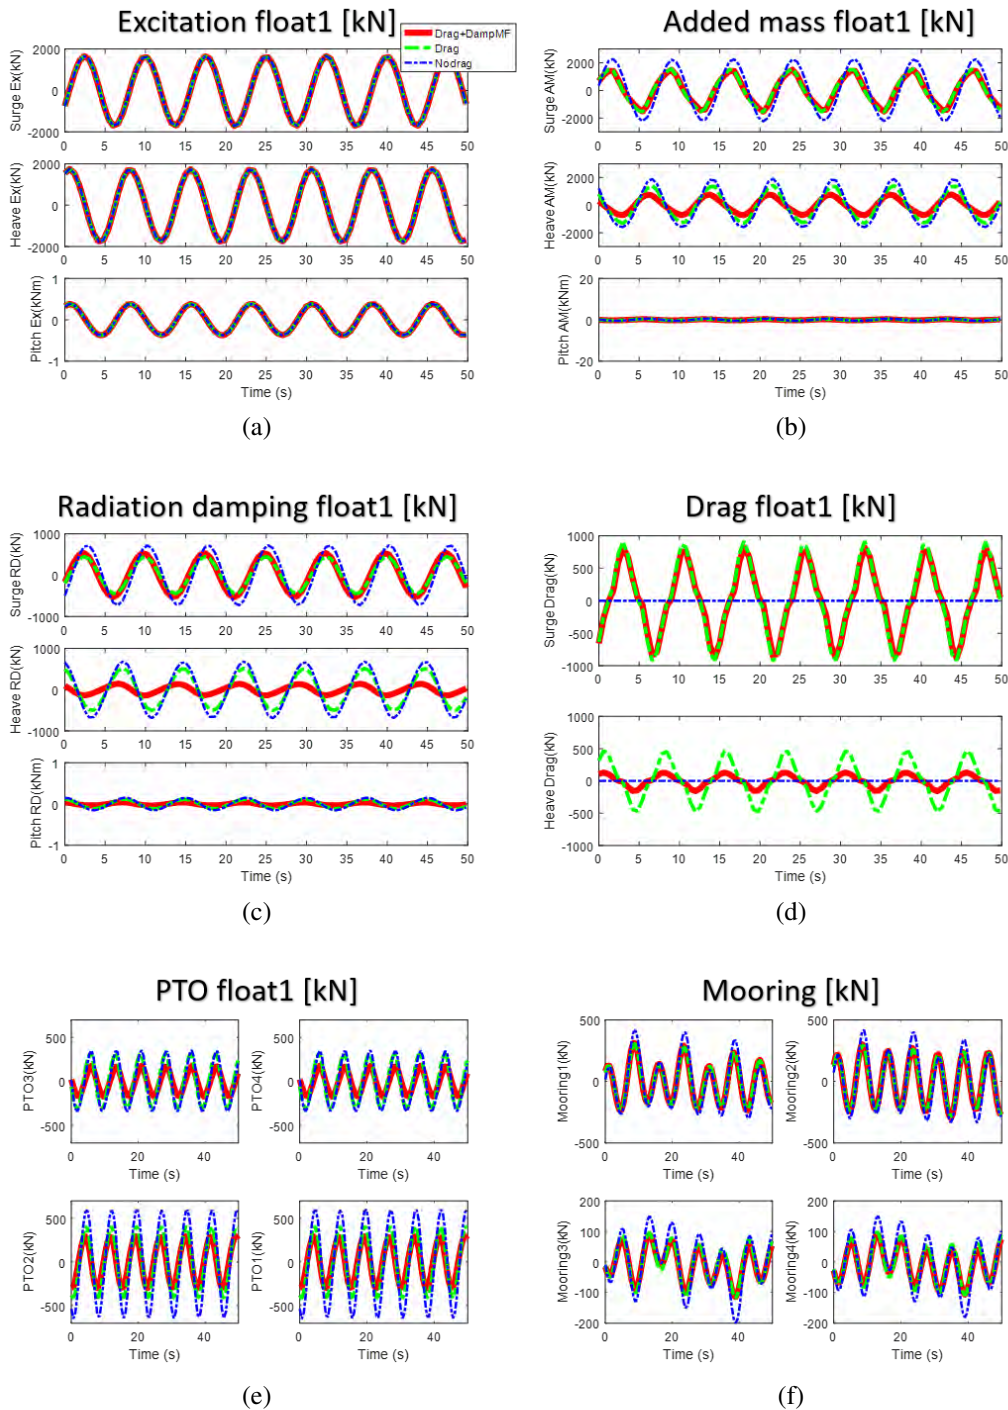 Excitation float1 [kN]
Drag+DampMF
Drag
Nodrag
Surge Ex(kN)
2000
0
-2000
0 5 10 15 20 25 30 35 40 45 50
Heave Ex(kN)
2000
0
-2000
0 5 10 15 20 25 30 35 40 45 50
Pitch Ex(kNm)
1
0
-1
0 5 10 15 20 25 30 35 40 45 50
Time (s)
(a)
Added mass float1 [kN]
Surge AM(kN)
2000
0
-2000
0 5 10 15 20 25 30 35 40 45 50
Heave AM(kN)
2000
0
-2000
0 5 10 15 20 25 30 35 40 45 50
Pitch AM(kNm)
20
0
-20
0 5 10 15 20 25 30 35 40 45 50
Time (s)
(b)
Radiation damping float1 [kN]
Surge RD(kN)
1000
0
-1000
0 5 10 15 20 25 30 35 40 45 50
Heave RD(kN)
1000
0
-1000
0 5 10 15 20 25 30 35 40 45 50
Pitch RD(kNm)
1
0
-1
0 5 10 15 20 25 30 35 40 45 50
Time (s)
(c)
Drag float1 [kN]
Surge Drag(kN)
1000
500
0
-500
-1000
0 5 10 15 20 25 30 35 40 45 50
Heave Drag(kN)
1000
500
0
-500
-1000
0 5 10 15 20 25 30 35 40 45 50
Time (s)
(d)
PTO float1 [kN]
PTO3(kN)
500
0
-500
0 20 40
Time (s)
PTO4(kN)
500
0
-500
0 20 40
Time (s)
PTO2(kN)
500
0
-500
0 20 40
Time (s)
PTO1(kN)
500
0
-500
0 20 40
Time (s)
(e)
Mooring [kN]
Mooring1(kN)
500
0
-500
0 20 40
Time (s)
Mooring2(kN)
500
0
-500
0 20 40
Time (s)
Mooring3(kN)
200
100
0
-100
-200
0 20 40
Time (s)
Mooring4(kN)
200
100
0
-100
-200
0 20 40
Time (s)
(f)